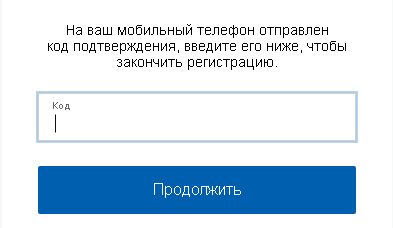 На ваш мобильный телефон отправлен
код подтверждения, введите его ниже, чтобы
закончить регистрацию.
Код
Продолжить